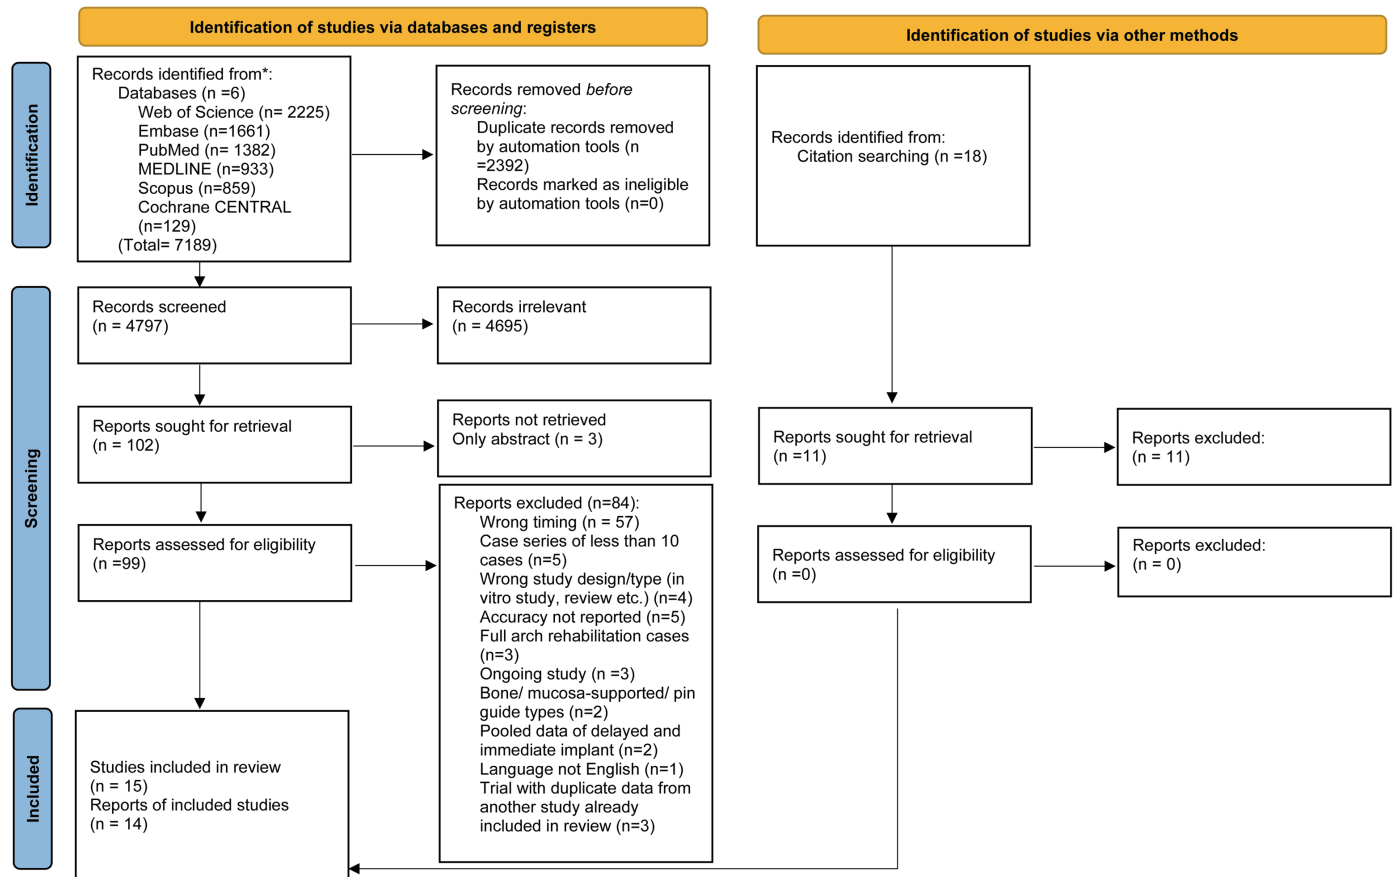 Identification of studies via databases and registers
Identification of studies via other methods
Identification
Records identified from*:
Databases (n =6)
Web of Science (n= 2225)
Embase (n=1661)
PubMed (n= 1382)
MEDLINE (n=933)
Scopus (n=859)
Cochrane CENTRAL
(n=129)
(Total= 7189)
Records removed before
screening:
Duplicate records removed
by automation tools (n
=2392)
Records marked as ineligible
by automation tools (n=0)
Records identified from:
Citation searching (n =18)
Screening
Records screened
(n = 4797)
Records irrelevant
(n = 4695)
Reports sought for retrieval
(n = 102)
Reports not retrieved
Only abstract (n = 3)
Reports sought for retrieval
(n =11)
Reports excluded:
(n = 11)
Reports assessed for eligibility
(n =99)
Reports excluded (n=84):
Wrong timing (n = 57)
Case series of less than 10
cases (n=5)
Wrong study design/type (in
vitro study, review etc.) (n=4)
Accuracy not reported (n=5)
Full arch rehabilitation cases
(n=3)
Ongoing study (n =3)
Bone/ mucosa-supported/ pin
guide types (n=2)
Pooled data of delayed and
immediate implant (n=2)
Language not English (n=1)
Trial with duplicate data from
another study already
included in review (n=3)
Reports assessed for eligibility
(n =0)
Reports excluded:
(n = 0)
Included
Studies included in review
(n = 15)
Reports of included studies
(n = 14)